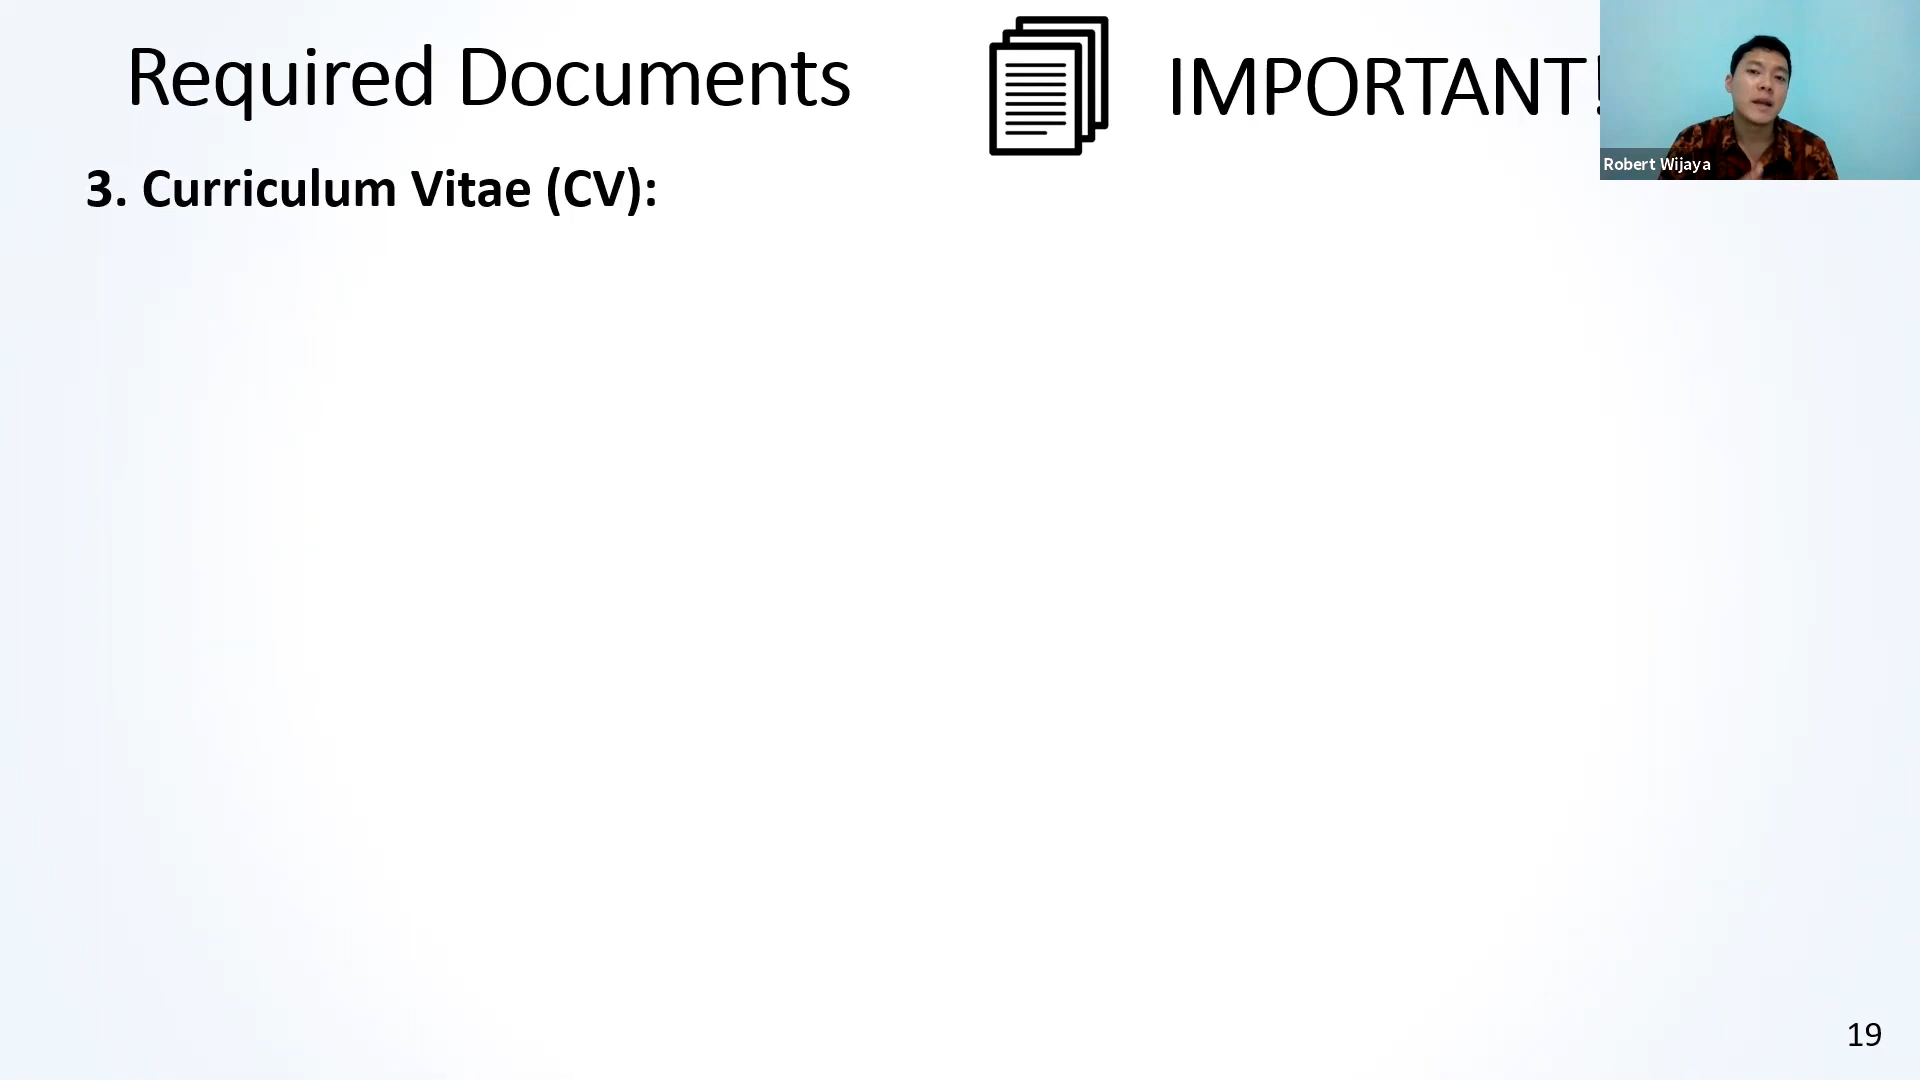 Required Documents
IMPORTANT!
Robert Wijaya
3. Curriculum Vitae (CV):
19